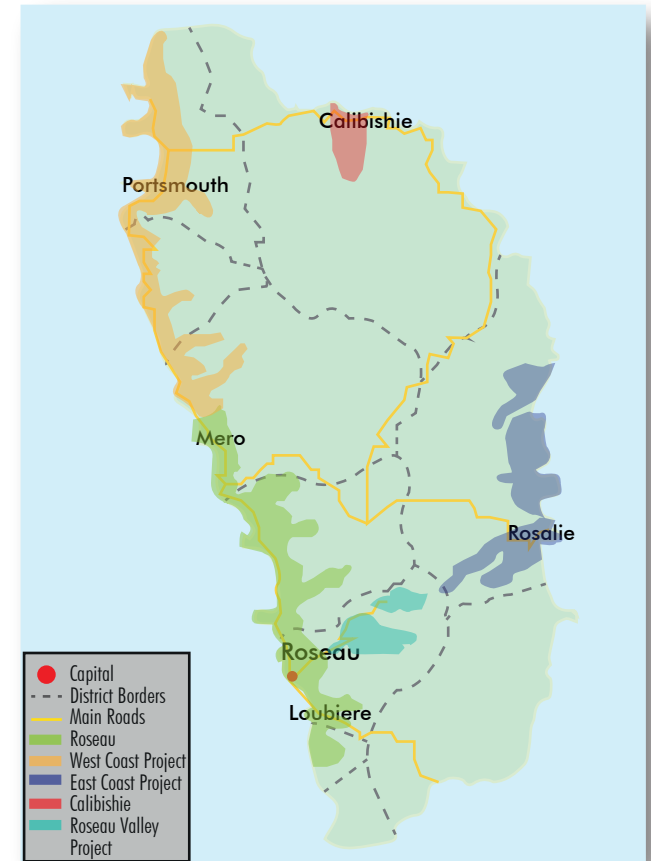 Calibishie
Portsmouth
Mero
Rosalie
Roseau
Loubiere
Capital
District Borders
Main Roads
Roseau
West Coast Project
East Coast Project
Calibishie
Roseau Valley
Project